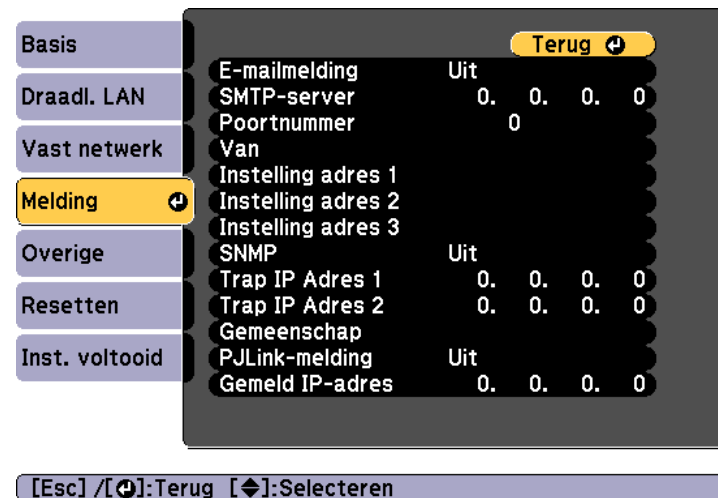 Basis
Draadl. LAN
Vast netwerk
Melding
Overige
Resetten
Inst. voltooid
Terug
E-mailmelding Uit
SMTP-server 0. 0. 0. 0
Poortnummer 0
Van
Instelling adres 1
Instelling adres 2
Instelling adres 3
SNMP Uit
Trap IP Adres 1 0. 0. 0. 0
Trap IP Adres 2 0. 0. 0. 0
Gemeenschap
PJLink-melding Uit
Gemeld IP-adres 0. 0. 0. 0
[Esc] /[⏎]:Terug [◆]:Selecteren